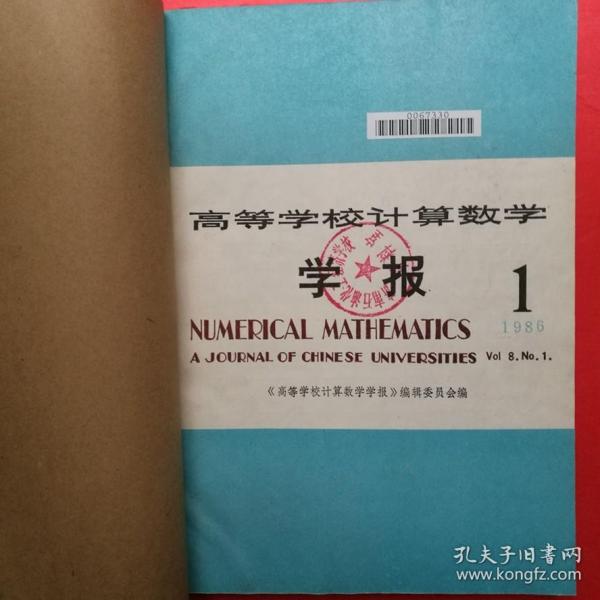 0067330
高等学校计算数学
学报
1
NUMERICAL MATHEMATICS
1986
A JOURNAL OF CHINESE UNIVERSITIES Vol 8.No.1.
《高等学校计算数学学报》编辑委员会编
孔夫子旧书网
www.kongfz.com